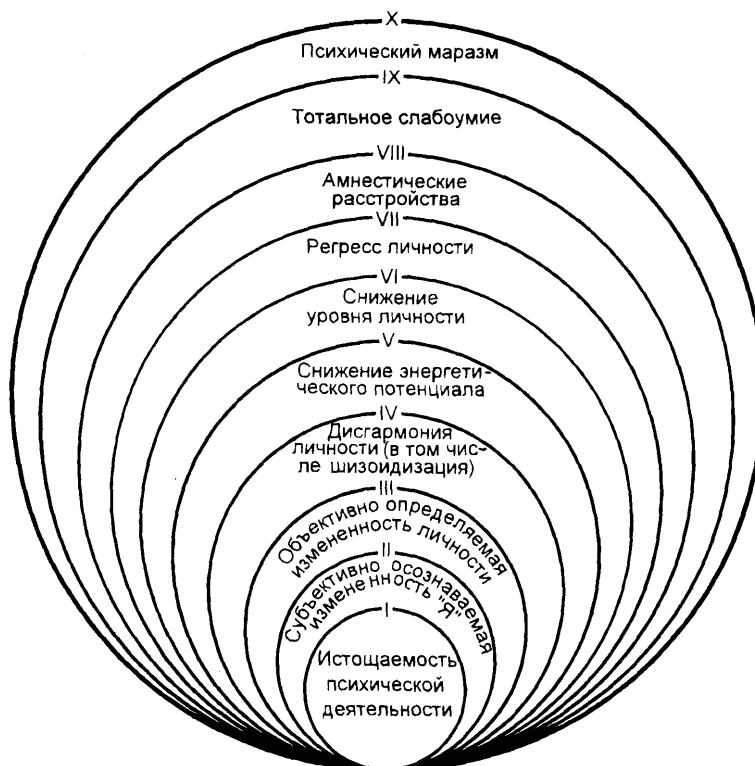 X
Психический маразм
IX
Тотальное слабоумие
VIII
Амнестические
расстройства
VII
Регресс личности
VI
Снижение
уровня личности
V
Снижение энергети-
ческого потенциала
IV
Дисгармония
личности (в том чис-
ле шизоидизация)
III
Объективно определяемая
измененность личности
II
Субъективно осознаваемая
измененность "Я"
I
Истощаемость
психической
деятельности